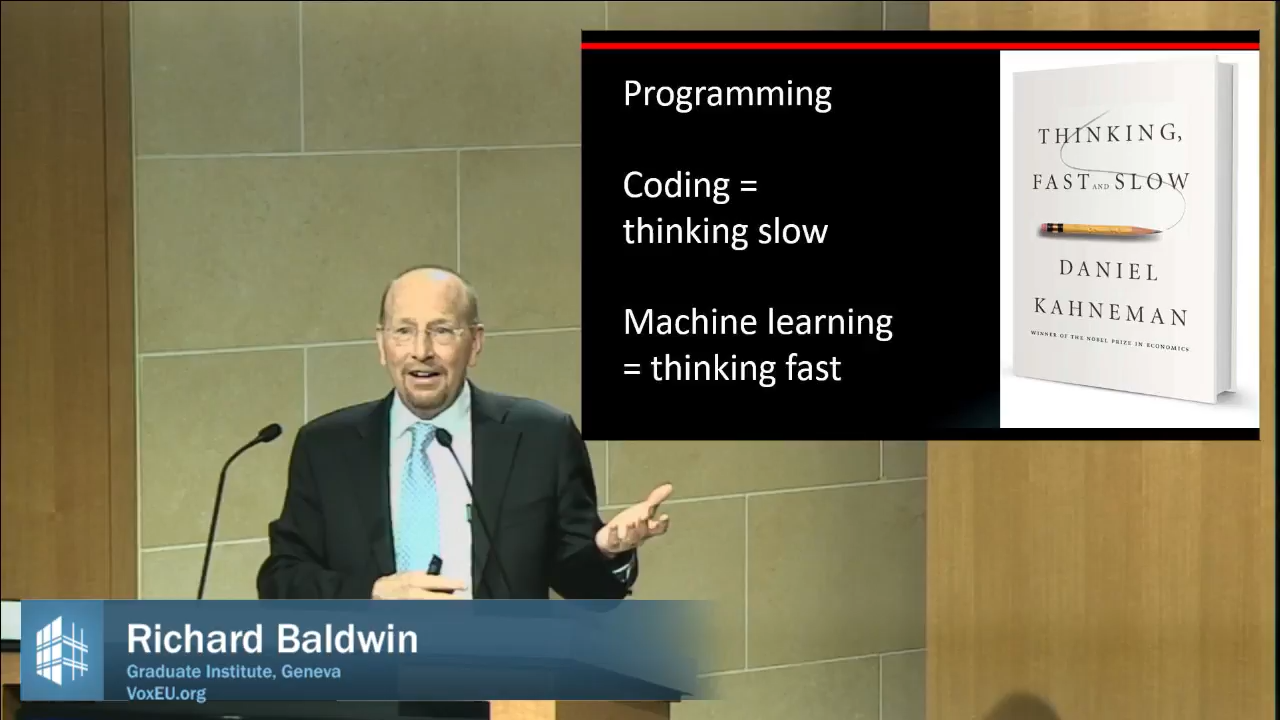 Programming
Coding =
thinking slow
Machine learning
= thinking fast
THINKING,
FAST AND SLOW
DANIEL
KAHNEMAN
WINNER OF THE NOBEL PRIZE IN ECONOMICS
Richard Baldwin
Graduate Institute, Geneva
VoxEU.org